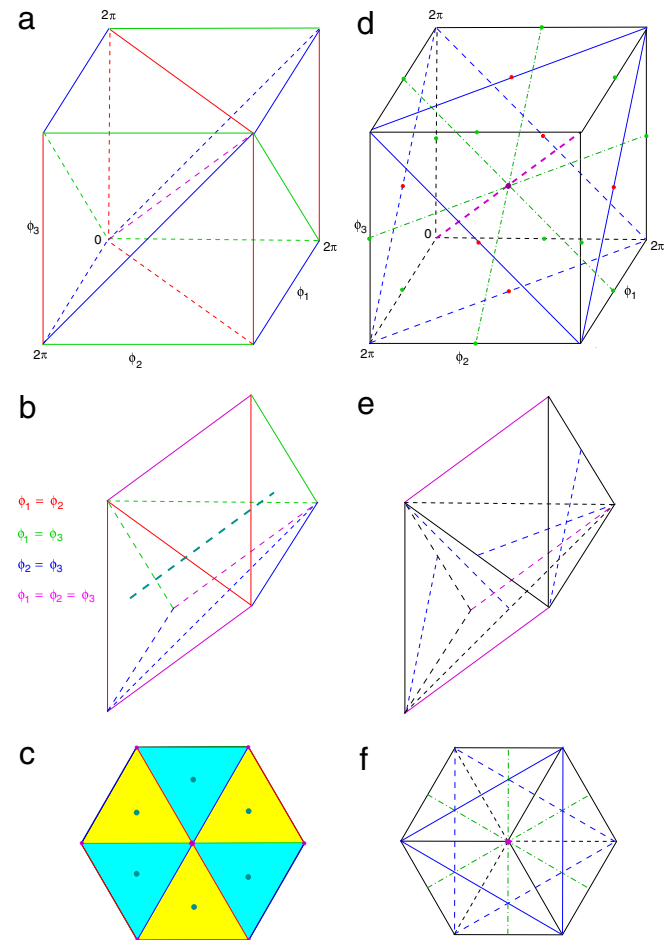 a
2π
ϕ3
0
2π
ϕ1
2π
ϕ2
d
2π
ϕ3
0
2π
ϕ1
2π
ϕ2
b
ϕ1 = ϕ2
ϕ1 = ϕ3
ϕ2 = ϕ3
ϕ1 = ϕ2 = ϕ3
e
c
f